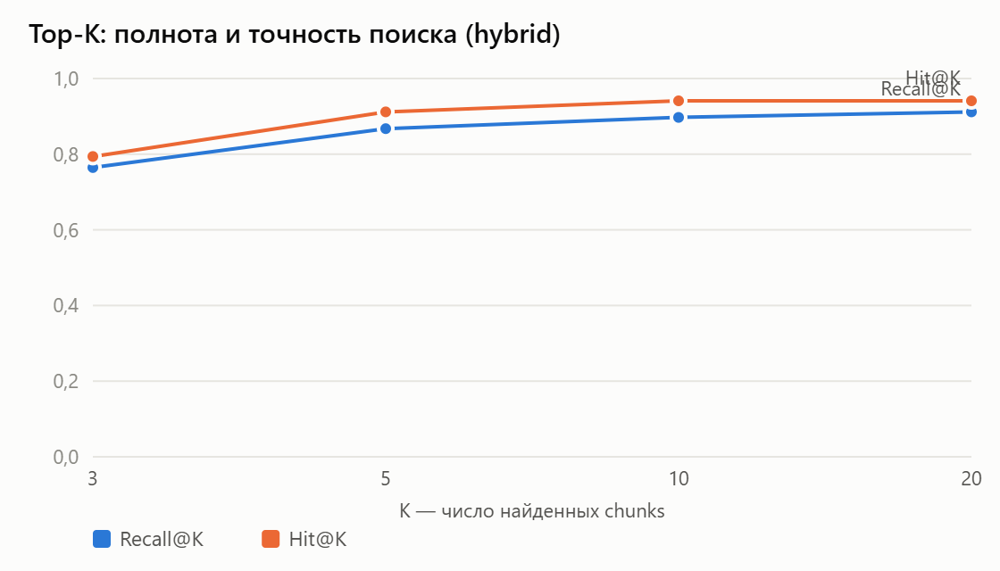 Top-K: полнота и точность поиска (hybrid)
1,0
Hit@K
Recall@K
0,8
0,6
0,4
0,2
0,0
3 5 10 20
K — число найденных chunks
Recall@K Hit@K